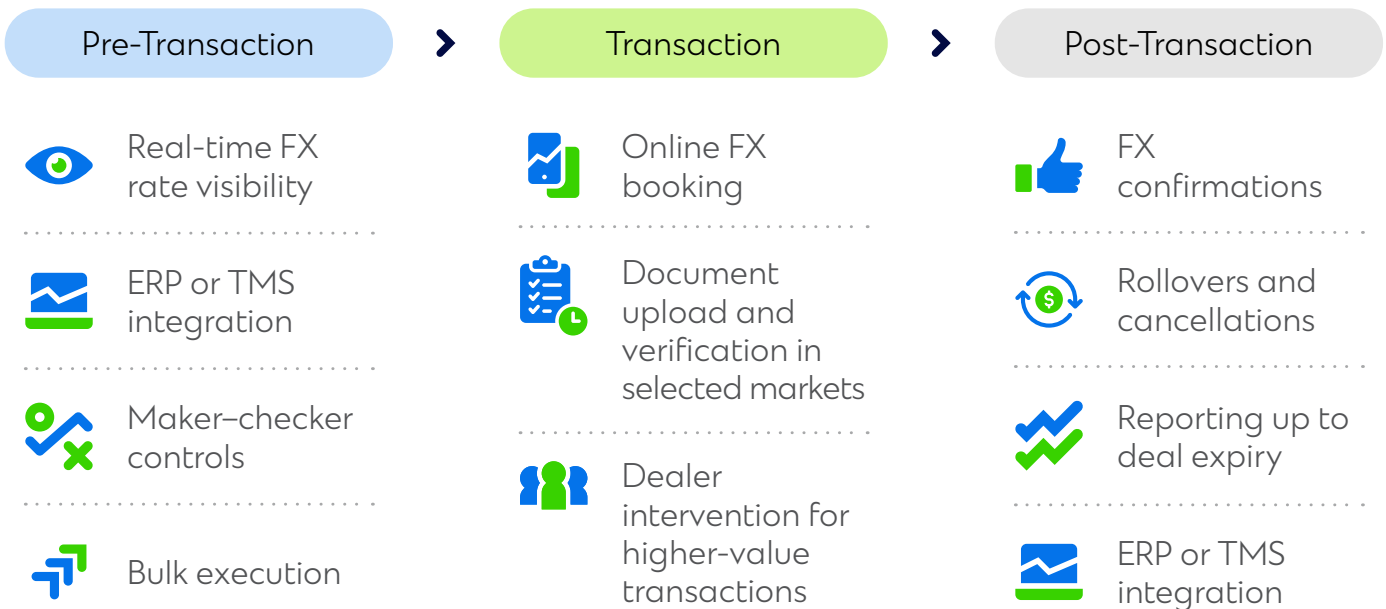 Pre-Transaction
Real-time FX
rate visibility
ERP or TMS
integration
Maker–checker
controls
Bulk execution
Transaction
Online FX
booking
Document
upload and
verification in
selected markets
Dealer
intervention for
higher-value
transactions
Post-Transaction
FX
confirmations
Rollovers and
cancellations
Reporting up to
deal expiry
ERP or TMS
integration